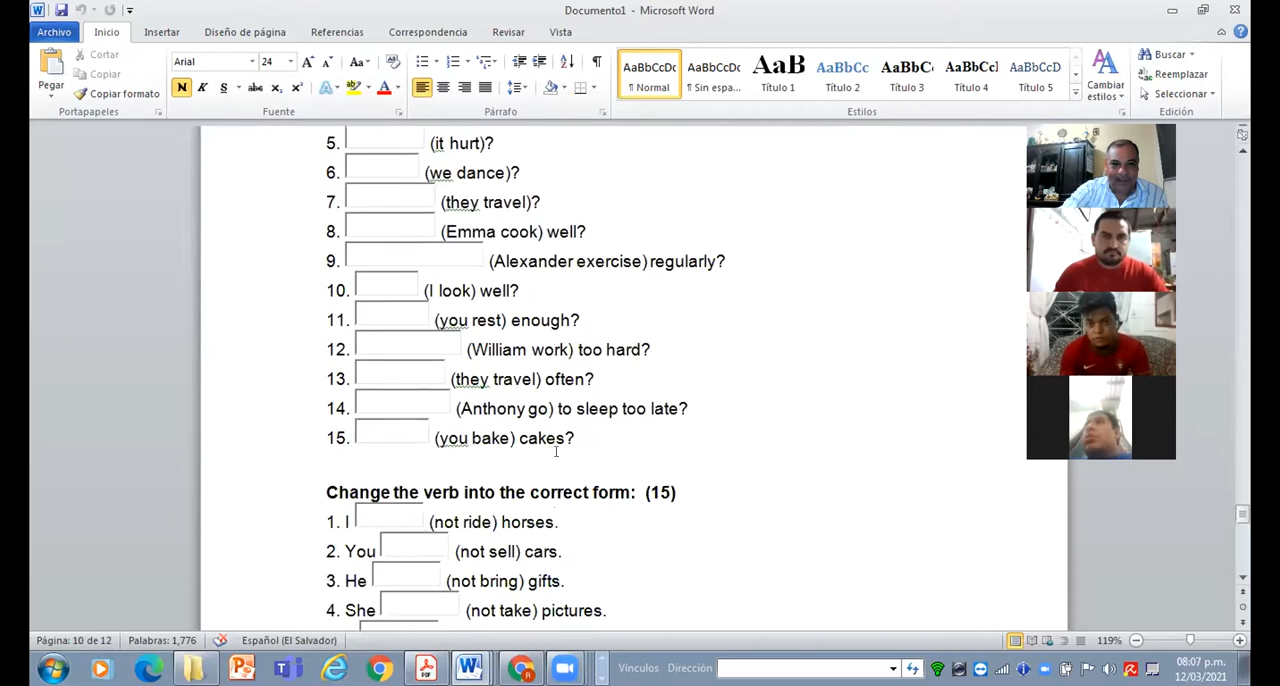 Documento1 - Microsoft Word
Archivo Inicio Insertar Diseño de página Referencias Correspondencia Revisar Vista
Pegar
Cortar
Copiar
Copiar formato
Portapapeles
Arial 24
Fuente
Párrafo
AaBbCcDc AaBbCcDc AaB AaBbCc AaBbCc AaBbCcI AaBbCcD
¶ Normal ¶ Sin espa... Título 1 Título 2 Título 3 Título 4 Título 5
Cambiar estilos
Estilos
Buscar
Reemplazar
Seleccionar
Edición
5. (it hurt)?
6. (we dance)?
7. (they travel)?
8. (Emma cook) well?
9. (Alexander exercise) regularly?
10. (I look) well?
11. (you rest) enough?
12. (William work) too hard?
13. (they travel) often?
14. (Anthony go) to sleep too late?
15. (you bake) cakes?
Change the verb into the correct form: (15)
1. I (not ride) horses.
2. You (not sell) cars.
3. He (not bring) gifts.
4. She (not take) pictures.
Página: 10 de 12 Palabras: 1,776 Español (El Salvador) 119%
Vínculos Dirección
08:07 p.m.
12/03/2021